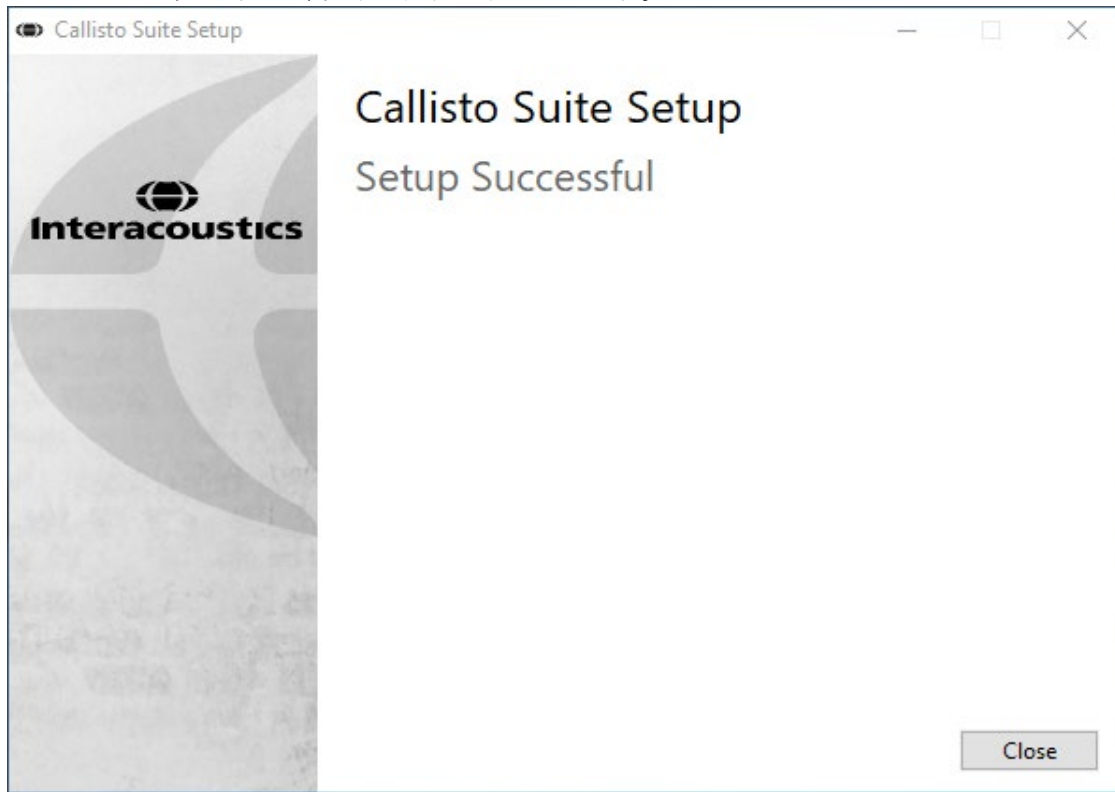 Callisto Suite Setup
Interacoustics
Callisto Suite Setup
Setup Successful
Close